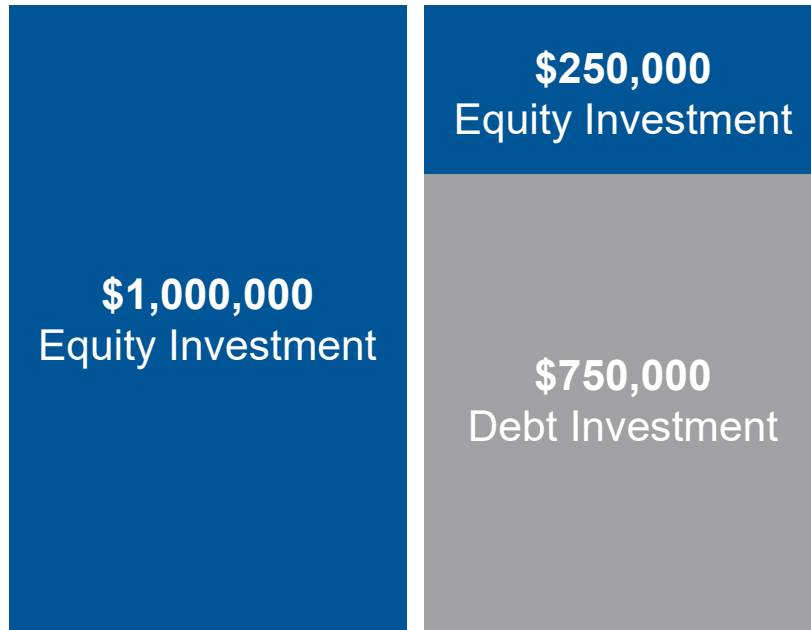 $1,000,000
Equity Investment
$250,000
Equity Investment
$750,000
Debt Investment